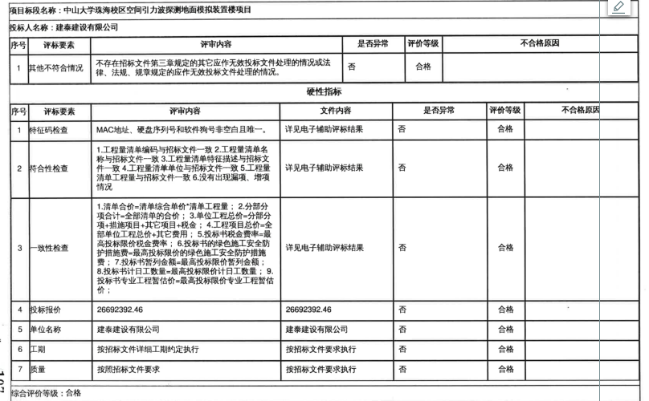 项目标段名称：中山大学珠海校区空间引力波探测地面模拟装置楼项目
投标人名称：建泰建设有限公司
序号 评标要素 评审内容 是否异常 评价等级 不合格原因
1 其他不符合情况 不存在招标文件第三章规定的其它应作无效投标文件处理的情况或法
律、法规、规章规定的应作无效投标文件处理的情况。 否 合格
硬性指标
序号 评标要素 评审内容 文件内容 是否异常 评价等级 不合格原因
1 特征码检查 MAC地址、硬盘序列号和软件狗号非空白且唯一。 详见电子辅助评标结果 否 合格
2 符合性检查 1.工程量清单编码与招标文件一致 2.工程量清单名
称与招标文件一致 3.工程量清单特征描述与招标文
件一致 4.工程量清单单位与招标文件一致 5.工程量
清单工程量与招标文件一致 6.没有出现漏项、增项
情况 详见电子辅助评标结果 否 合格
3 一致性检查 1.清单合价=清单综合单价*清单工程量； 2.分部分
项合计=全部清单的合价； 3.单位工程总价=分部分
项+措施项目+其它项目+税金； 4.工程项目总价=全
部单位工程总价+其它费用； 5.投标书税金费率=最
高投标限价税金费率； 6.投标书的绿色施工安全防
护措施费=最高投标限价的绿色施工安全防护措施
费； 7.投标书暂列金额=最高投标限价暂列金额；
8.投标书计日工数量=最高投标限价计日工数量； 9.
投标书专业工程暂估价=最高投标限价专业工程暂估
价； 详见电子辅助评标结果 否 合格
4 投标报价 26692392.46 26692392.46 否 合格
5 单位名称 建泰建设有限公司 建泰建设有限公司 否 合格
6 工期 按招标文件详细工期约定执行 按招标文件要求执行 否 合格
7 质量 按照招标文件要求 按招标文件要求执行 否 合格
综合评价等级：合格